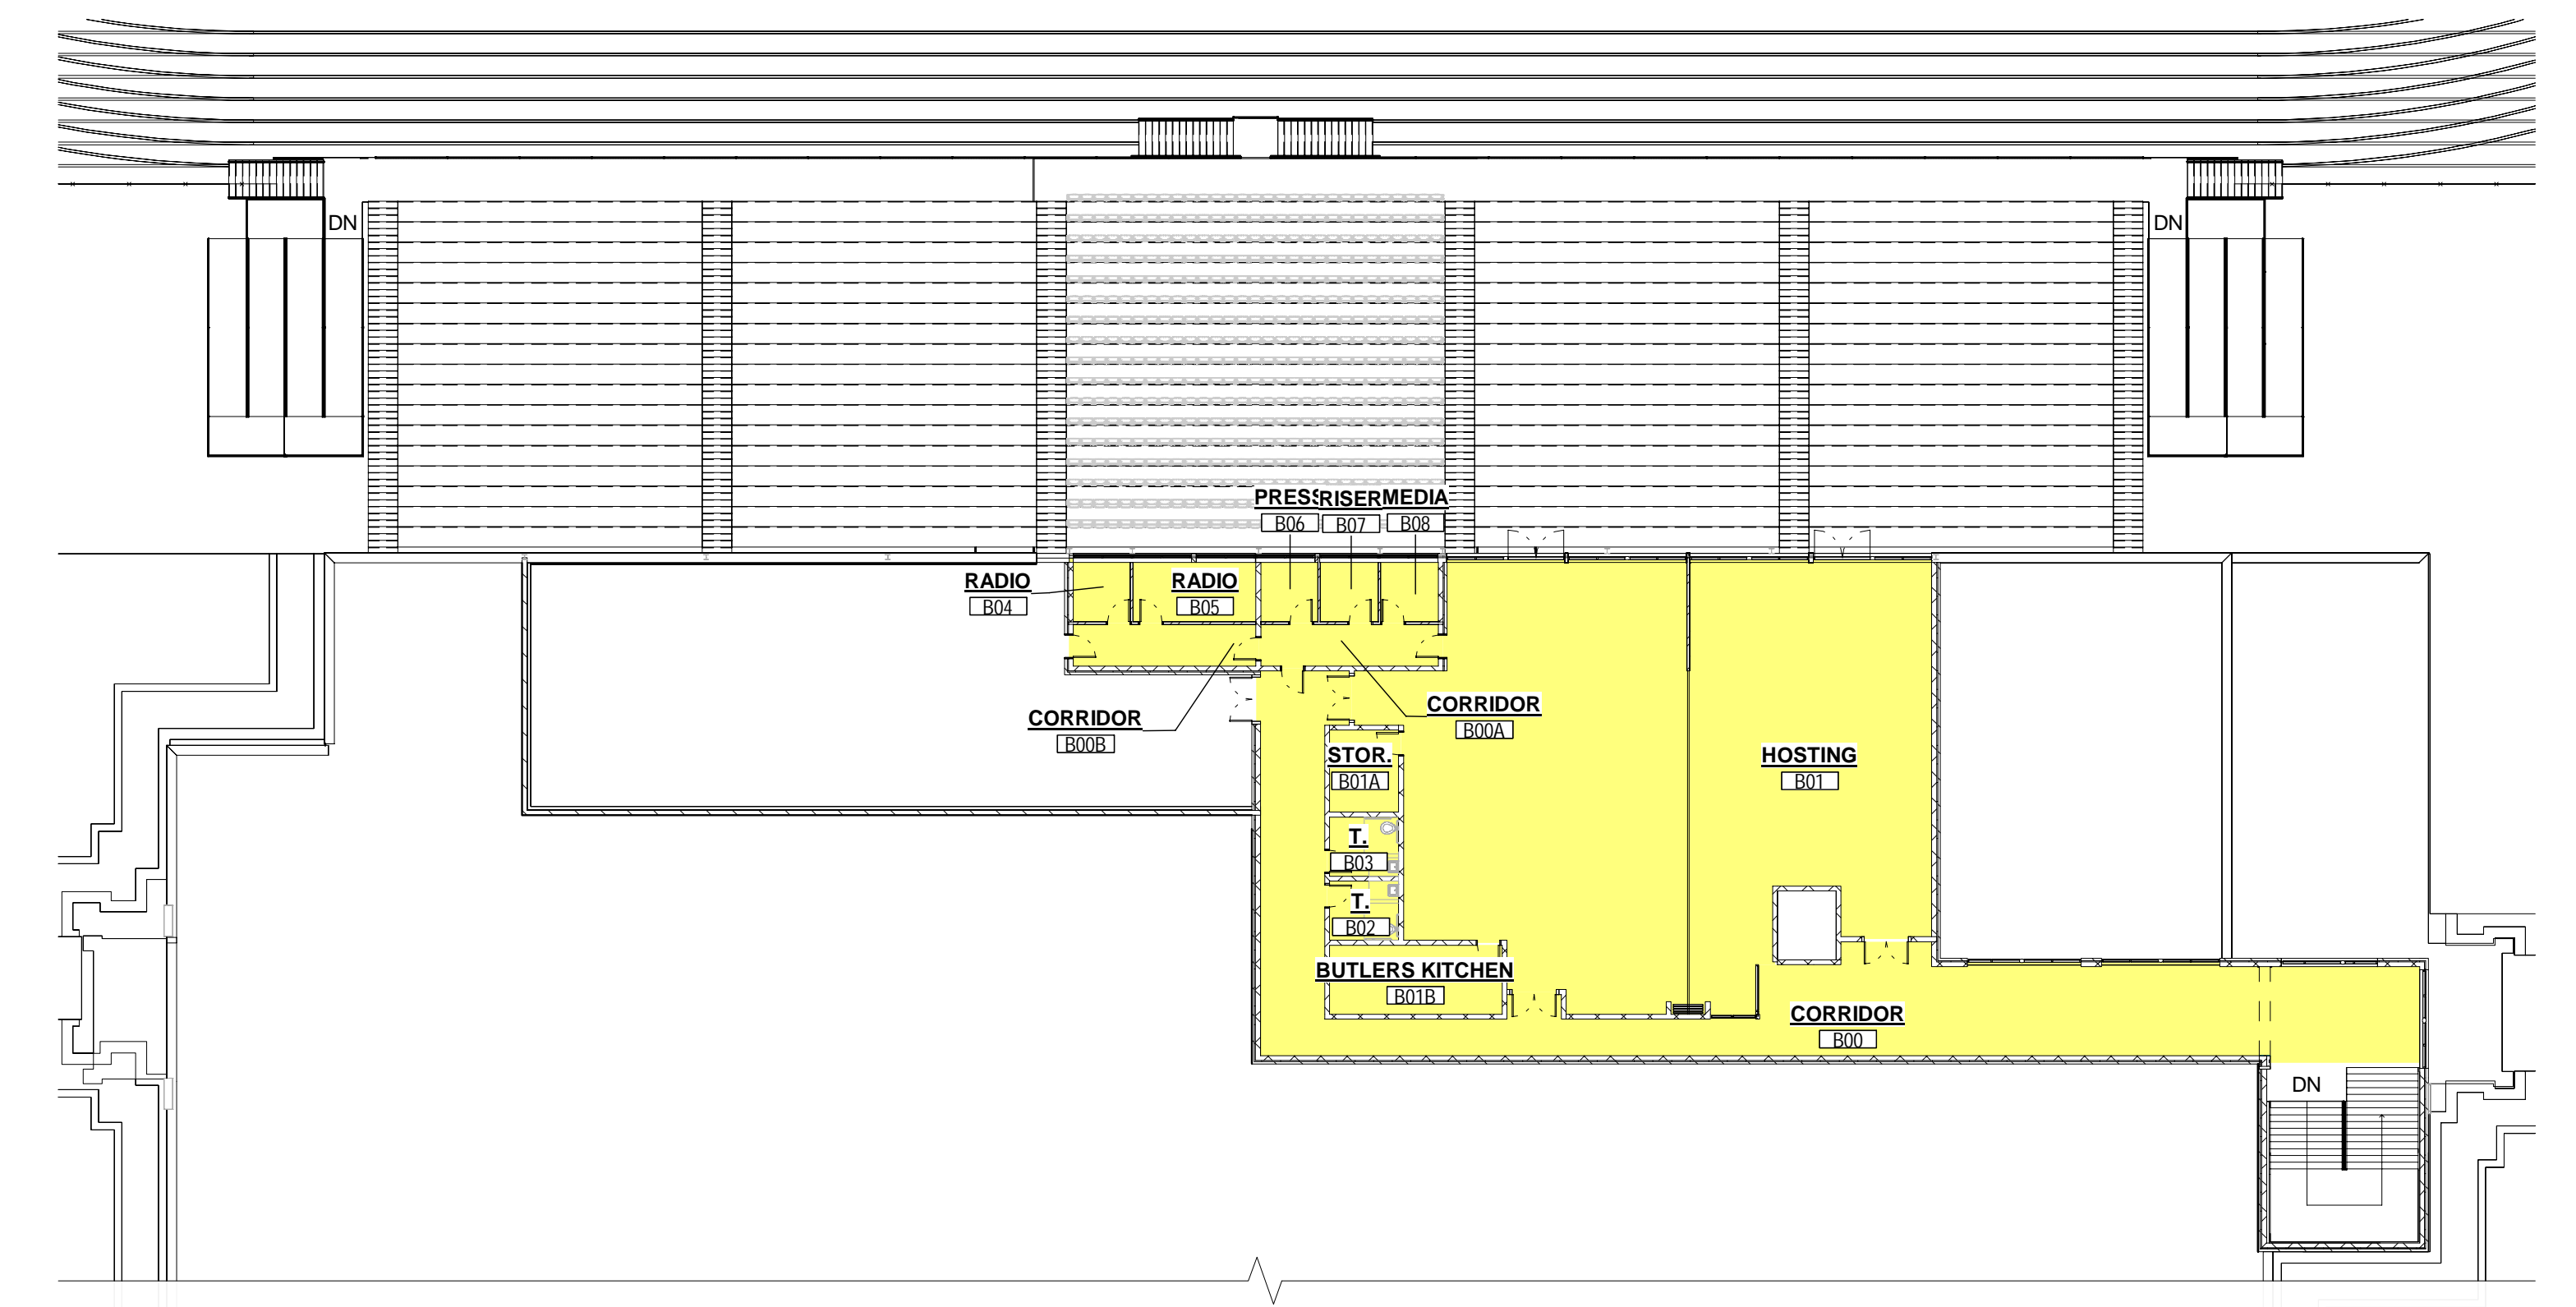 DN
DN
PRESS
RISER
MEDIA
B06
B07
B08
RADIO
B04
RADIO
B05
CORRIDOR
B00B
CORRIDOR
B00A
STOR.
B01A
HOSTING
B01
T.
B03
T.
B02
BUTLERS KITCHEN
B01B
CORRIDOR
B00
DN